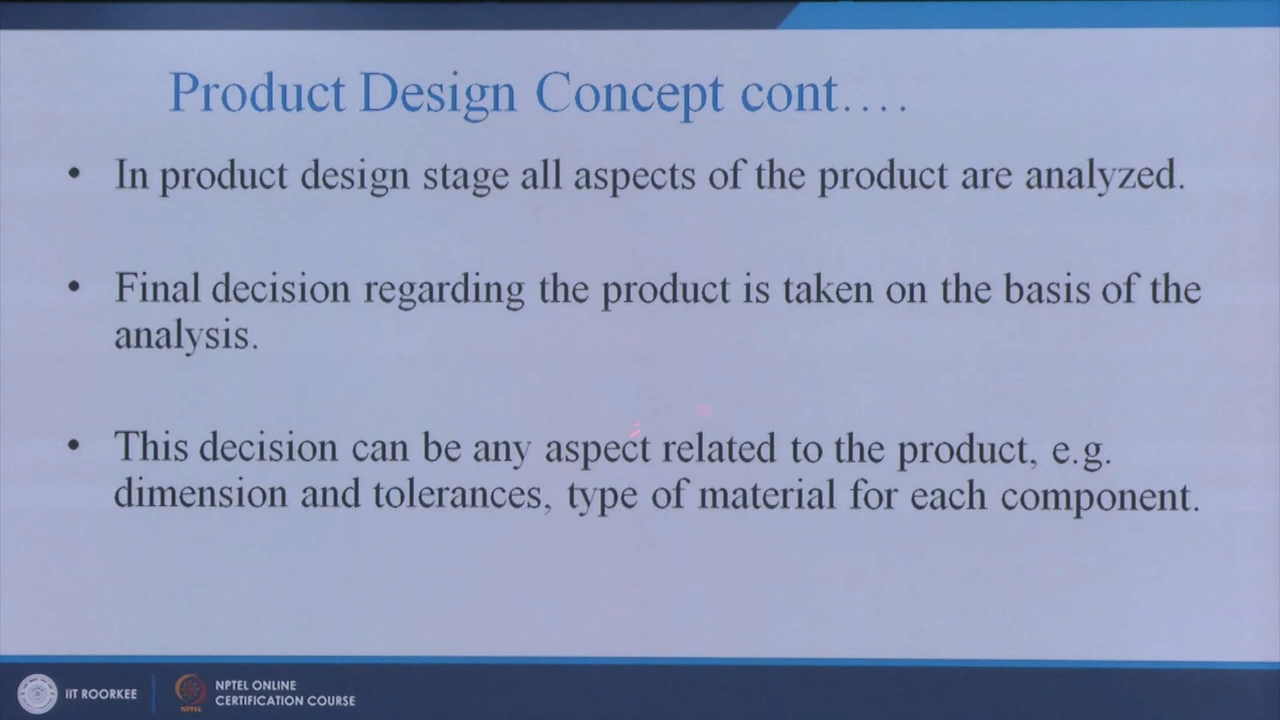 Product Design Concept cont....
• In product design stage all aspects of the product are analyzed.
• Final decision regarding the product is taken on the basis of the
analysis.
• This decision can be any aspect related to the product, e.g.
dimension and tolerances, type of material for each component.
IIT ROORKEE
NPTEL
NPTEL ONLINE
CERTIFICATION COURSE